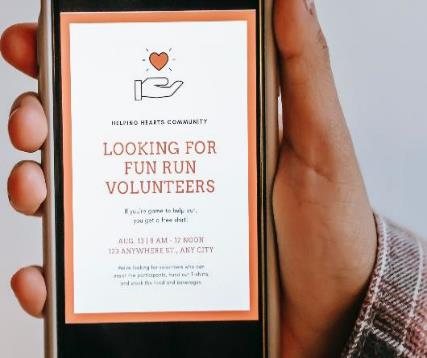 HELPING HEARTS COMMUNITY
LOOKING FOR
FUN RUN
VOLUNTEERS
If you're game to help out,
you get a free shirt!
AUG. 13 | 8 AM - 12 NOON
123 ANYWHERE ST., ANY CITY
We're looking for volunteers who can
assist the participants, hand out T-shirts,
and stock the food and beverages.